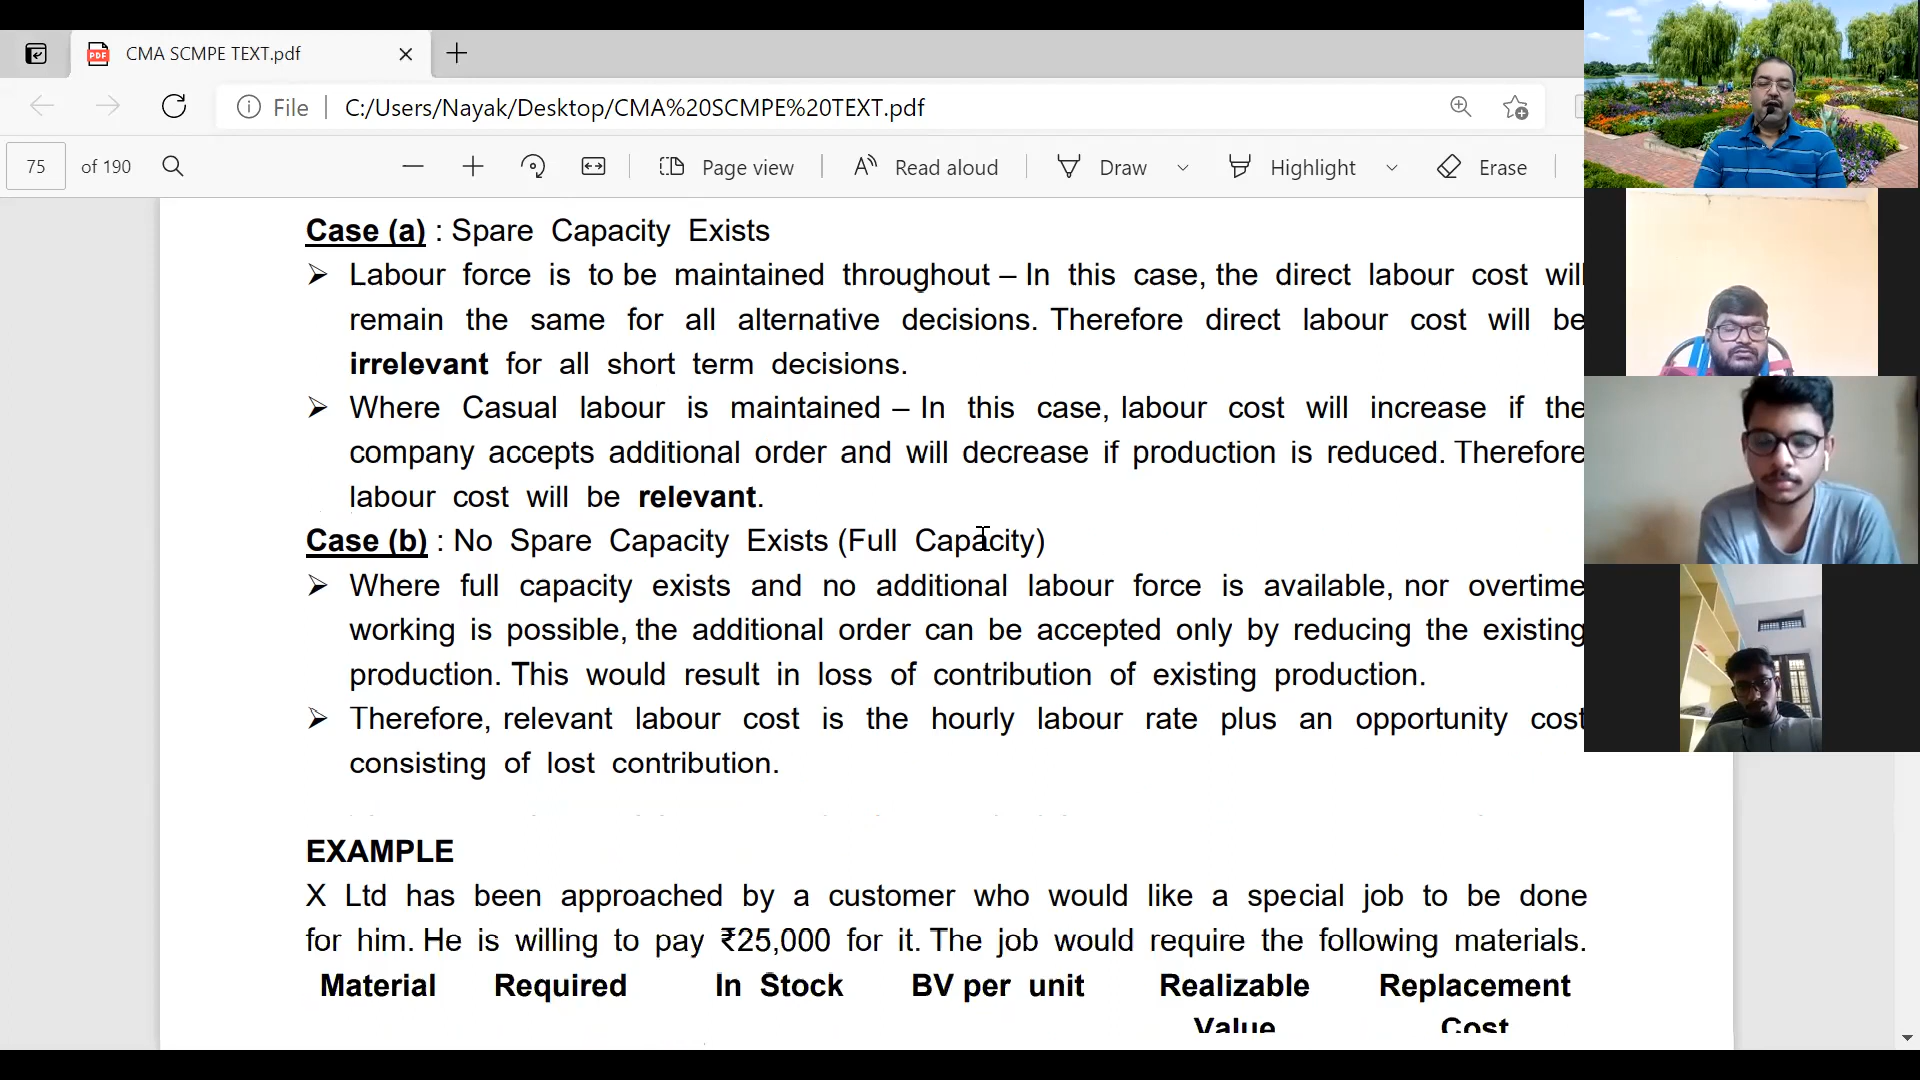 CMA SCMPE TEXT.pdf
File | C:/Users/Nayak/Desktop/CMA%20SCMPE%20TEXT.pdf
75 of 190 Page view Read aloud Draw Highlight Erase
Case (a) : Spare Capacity Exists
➢ Labour force is to be maintained throughout – In this case, the direct labour cost will
remain the same for all alternative decisions. Therefore direct labour cost will be
irrelevant for all short term decisions.
➢ Where Casual labour is maintained – In this case, labour cost will increase if the
company accepts additional order and will decrease if production is reduced. Therefore
labour cost will be relevant.
Case (b) : No Spare Capacity Exists (Full Capacity)
➢ Where full capacity exists and no additional labour force is available, nor overtime
working is possible, the additional order can be accepted only by reducing the existing
production. This would result in loss of contribution of existing production.
➢ Therefore, relevant labour cost is the hourly labour rate plus an opportunity cost
consisting of lost contribution.
EXAMPLE
X Ltd has been approached by a customer who would like a special job to be done
for him. He is willing to pay ₹25,000 for it. The job would require the following materials.
Material Required In Stock BV per unit Realizable Replacement
Value Cost